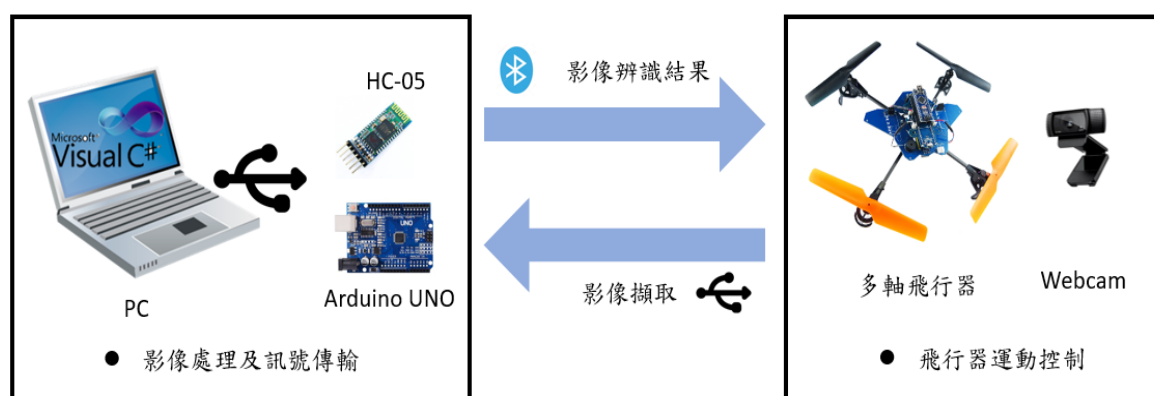 HC-05
Microsoft
Visual C#
UNO
PC
Arduino UNO
● 影像處理及訊號傳輸
影像辨識結果
影像擷取
多軸飛行器
Webcam
● 飛行器運動控制